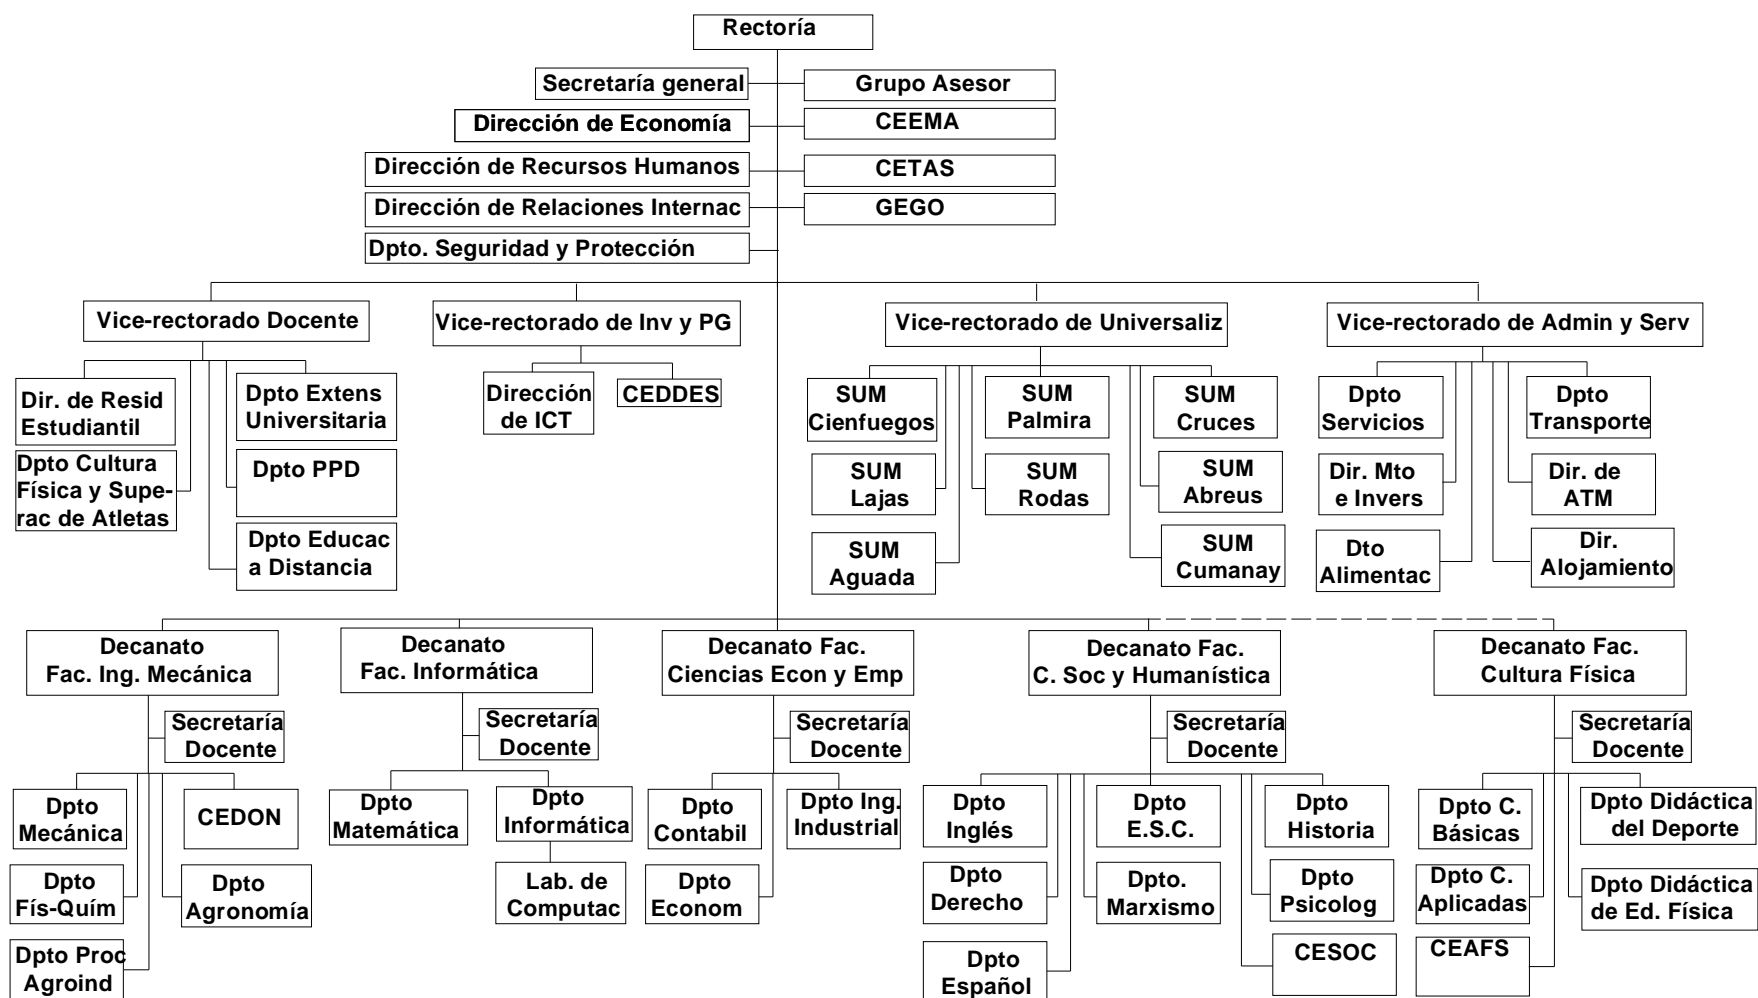 Rectoría
Secretaría general
Grupo Asesor
Dirección de Economía
CEEMA
Dirección de Recursos Humanos
CETAS
Dirección de Relaciones Internac
GEGO
Dpto. Seguridad y Protección
Vice-rectorado Docente
Vice-rectorado de Inv y PG
Vice-rectorado de Universaliz
Vice-rectorado de Admin y Serv
Dir. de Resid
Estudiantil
Dpto Extens
Universitaria
Dpto Cultura
Física y Supe-
rac de Atletas
Dpto PPD
Dpto Educac
a Distancia
Dirección
de ICT
CEDDES
SUM
Cienfuegos
SUM
Palmira
SUM
Cruces
SUM
Lajas
SUM
Rodas
SUM
Abreus
SUM
Aguada
SUM
Cumanay
Dpto
Servicios
Dpto
Transporte
Dir. Mto
e Invers
Dir. de
ATM
Dto
Alimentac
Dir.
Alojamiento
Decanato
Fac. Ing. Mecánica
Decanato
Fac. Informática
Decanato Fac.
Ciencias Econ y Emp
Decanato Fac.
C. Soc y Humanística
Decanato Fac.
Cultura Física
Secretaría
Docente
Secretaría
Docente
Secretaría
Docente
Secretaría
Docente
Secretaría
Docente
Dpto
Mecánica
CEDON
Dpto
Fís-Quím
Dpto
Agronomía
Dpto Proc
Agroind
Dpto
Matemática
Dpto
Informática
Lab. de
Computac
Dpto
Contabil
Dpto Ing.
Industrial
Dpto
Econom
Dpto
Inglés
Dpto
E.S.C.
Dpto
Historia
Dpto
Derecho
Dpto.
Marxismo
Dpto
Psicolog
Dpto
Español
CESOC
Dpto C.
Básicas
Dpto Didáctica
del Deporte
Dpto C.
Aplicadas
Dpto Didáctica
de Ed. Física
CEAFS